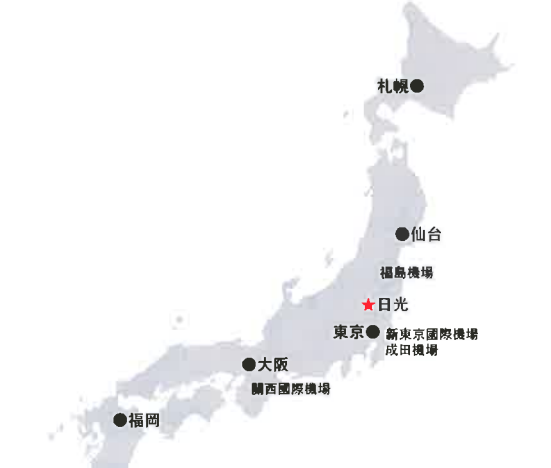 札幌
仙台
福島機場
日光
東京
新東京國際機場
成田機場
大阪
關西國際機場
福岡